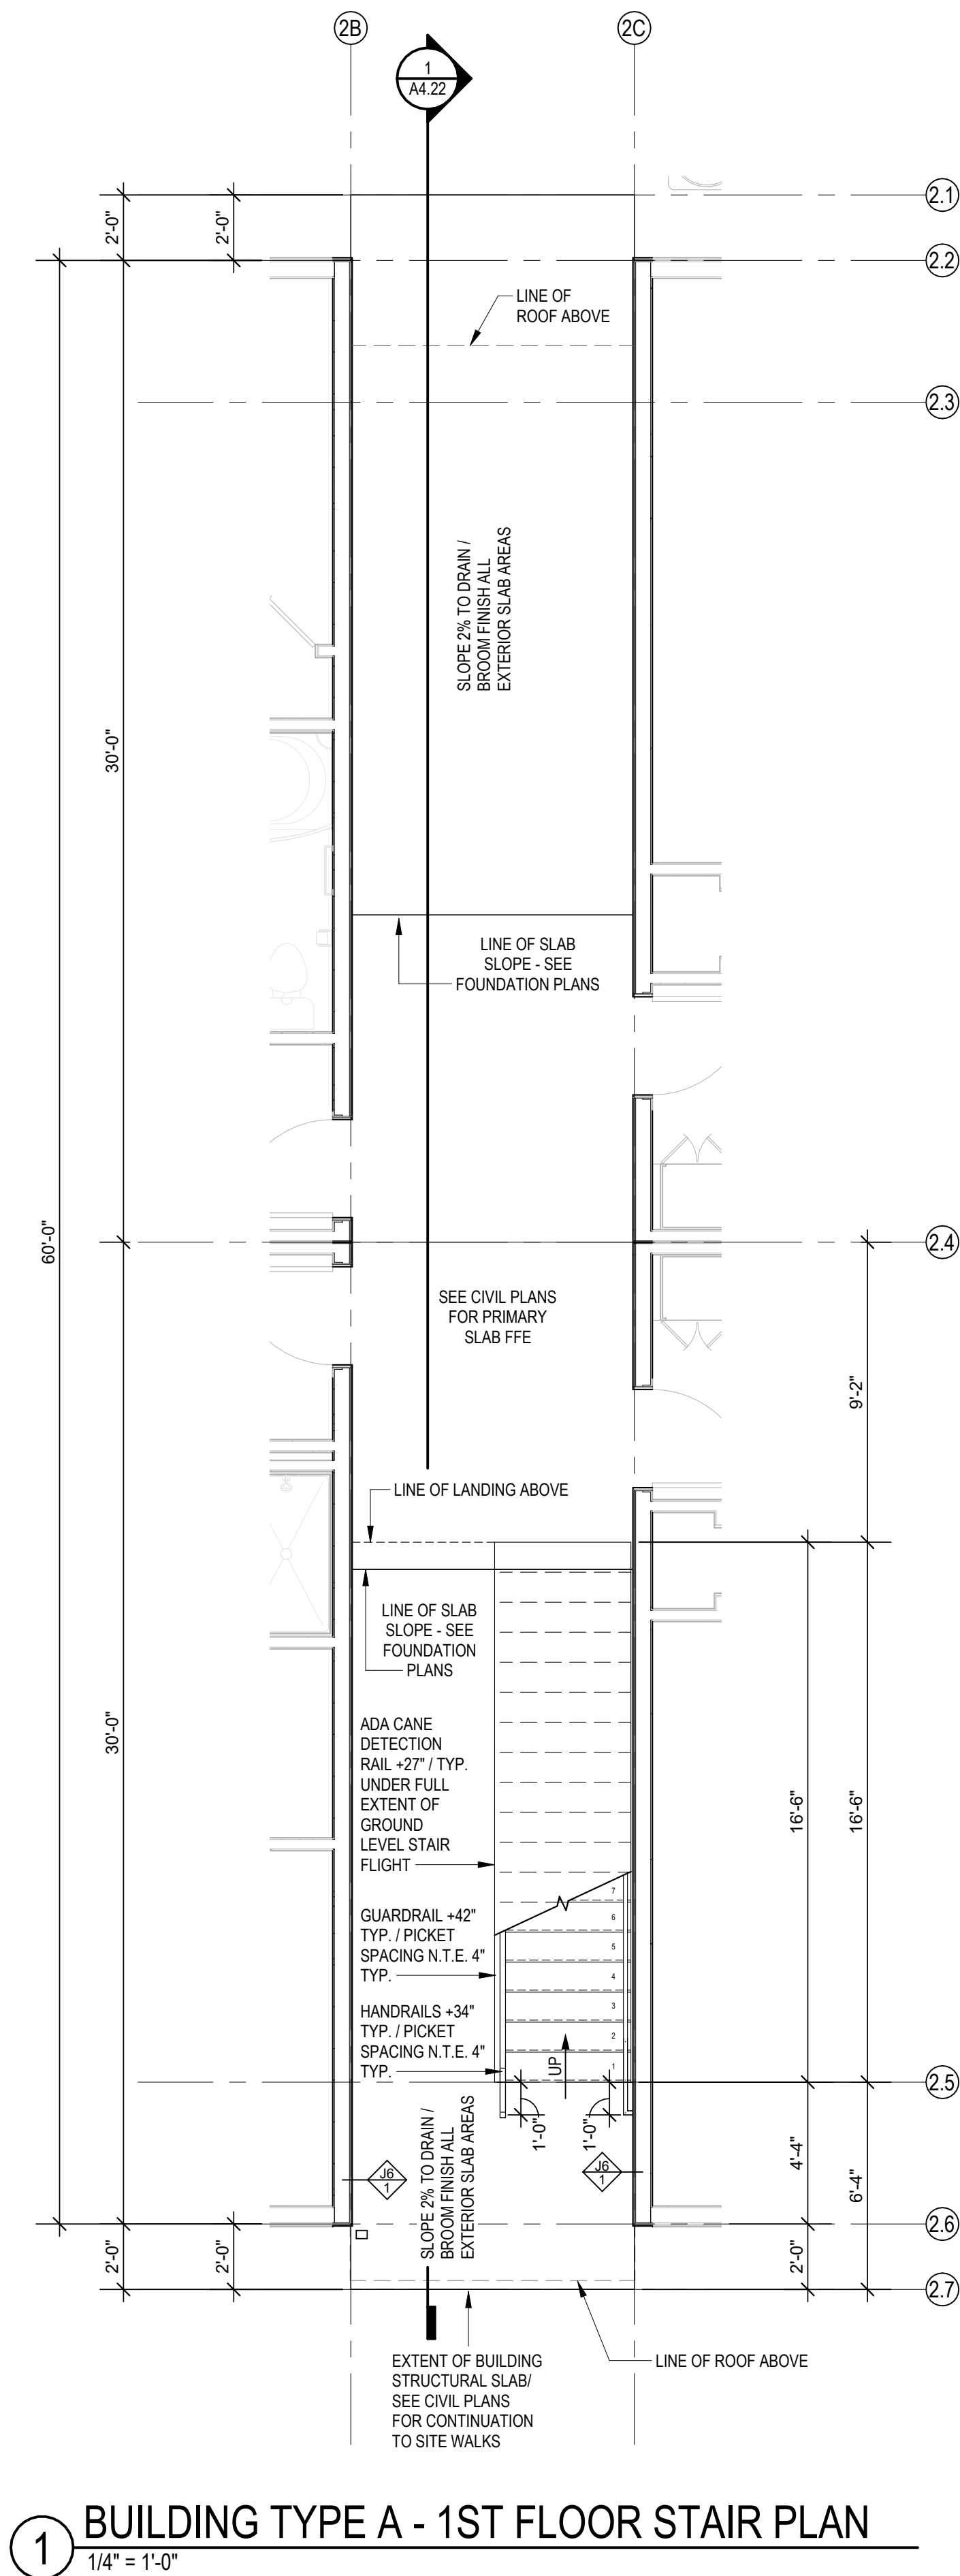 2B
2C
1
A4.22
2.1
2'-0"
2'-0"
2.2
LINE OF
ROOF ABOVE
2.3
SLOPE 2% TO DRAIN /
BROOM FINISH ALL
EXTERIOR SLAB AREAS
30'-0"
LINE OF SLAB
SLOPE - SEE
FOUNDATION PLANS
60'-0"
2.4
SEE CIVIL PLANS
FOR PRIMARY
SLAB FFE
9'-2"
LINE OF LANDING ABOVE
LINE OF SLAB
SLOPE - SEE
FOUNDATION
PLANS
30'-0"
ADA CANE
DETECTION
RAIL +27" / TYP.
UNDER FULL
EXTENT OF
GROUND
LEVEL STAIR
FLIGHT
16'-6"
16'-6"
GUARDRAIL +42"
TYP. / PICKET
SPACING N.T.E. 4"
TYP.
7
6
5
4
3
2
1
HANDRAILS +34"
TYP. / PICKET
SPACING N.T.E. 4"
TYP.
UP
2.5
1'-0"
1'-0"
SLOPE 2% TO DRAIN /
BROOM FINISH ALL
EXTERIOR SLAB AREAS
4'-4"
6'-4"
J6
1
J6
1
2.6
2'-0"
2'-0"
2'-0"
2.7
EXTENT OF BUILDING
STRUCTURAL SLAB/
SEE CIVIL PLANS
FOR CONTINUATION
TO SITE WALKS
LINE OF ROOF ABOVE
1
BUILDING TYPE A - 1ST FLOOR STAIR PLAN
1/4" = 1'-0"